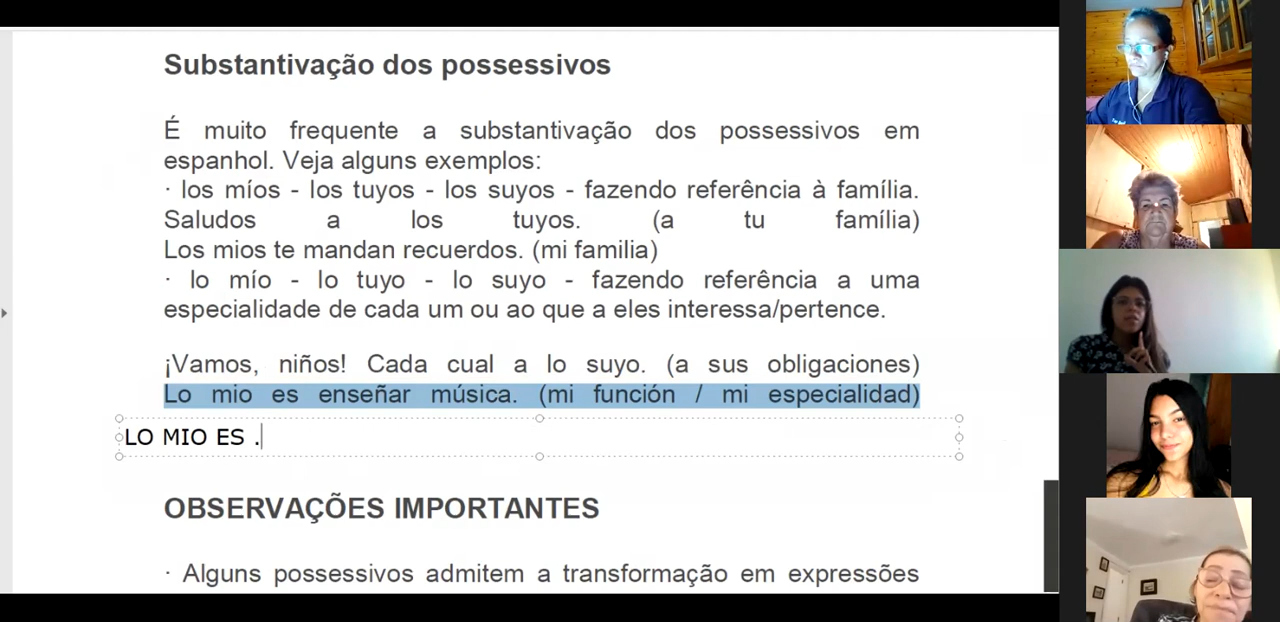 Substantivação dos possessivos
É muito frequente a substantivação dos possessivos em
espanhol. Veja alguns exemplos:
· los míos - los tuyos - los suyos - fazendo referência à família.
Saludos a los tuyos. (a tu família)
Los mios te mandan recuerdos. (mi familia)
· lo mío - lo tuyo - lo suyo - fazendo referência a uma
especialidade de cada um ou ao que a eles interessa/pertence.
¡Vamos, niños! Cada cual a lo suyo. (a sus obligaciones)
Lo mio es enseñar música. (mi función / mi especialidad)
LO MIO ES .
OBSERVAÇÕES IMPORTANTES
· Alguns possessivos admitem a transformação em expressões